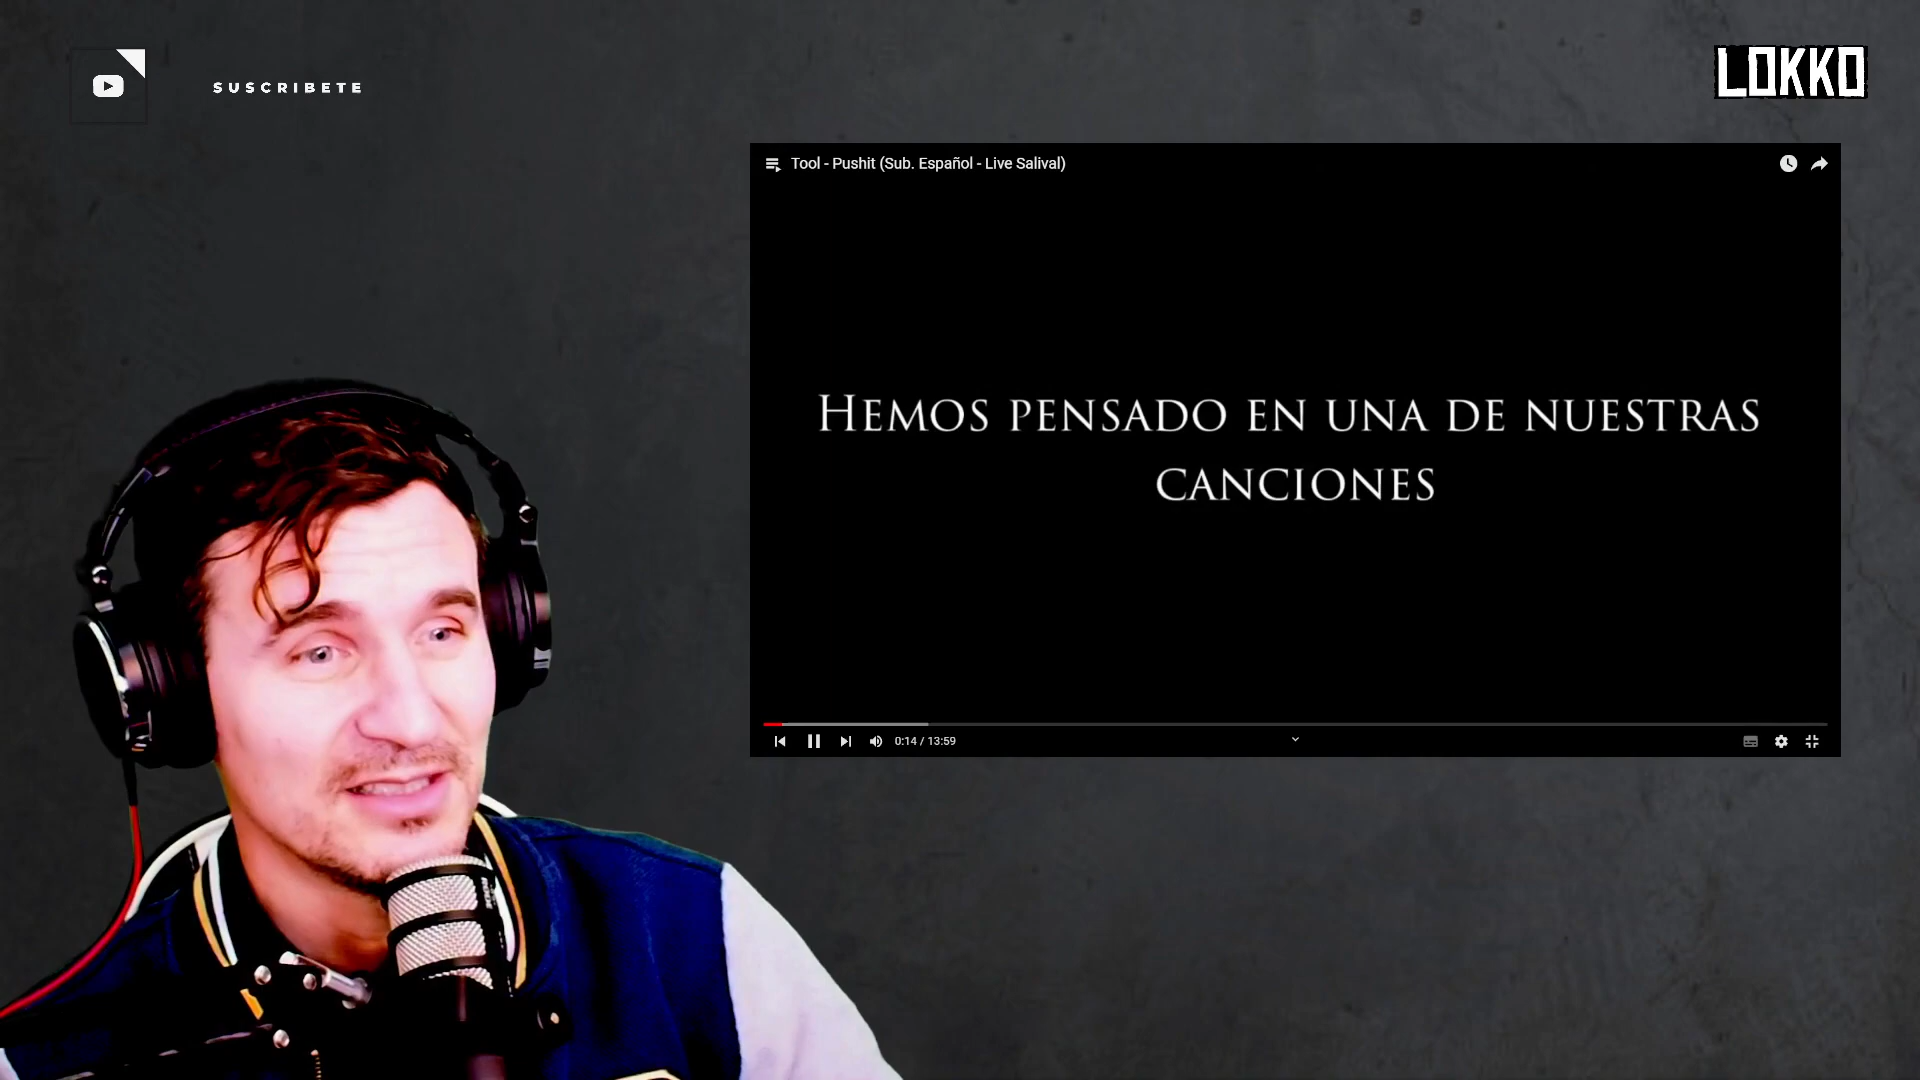 SUSCRIBETE
LOKKO
Tool - Pushit (Sub. Español - Live Salival)
HEMOS PENSADO EN UNA DE NUESTRAS
CANCIONES
0:14 / 13:59
RODE